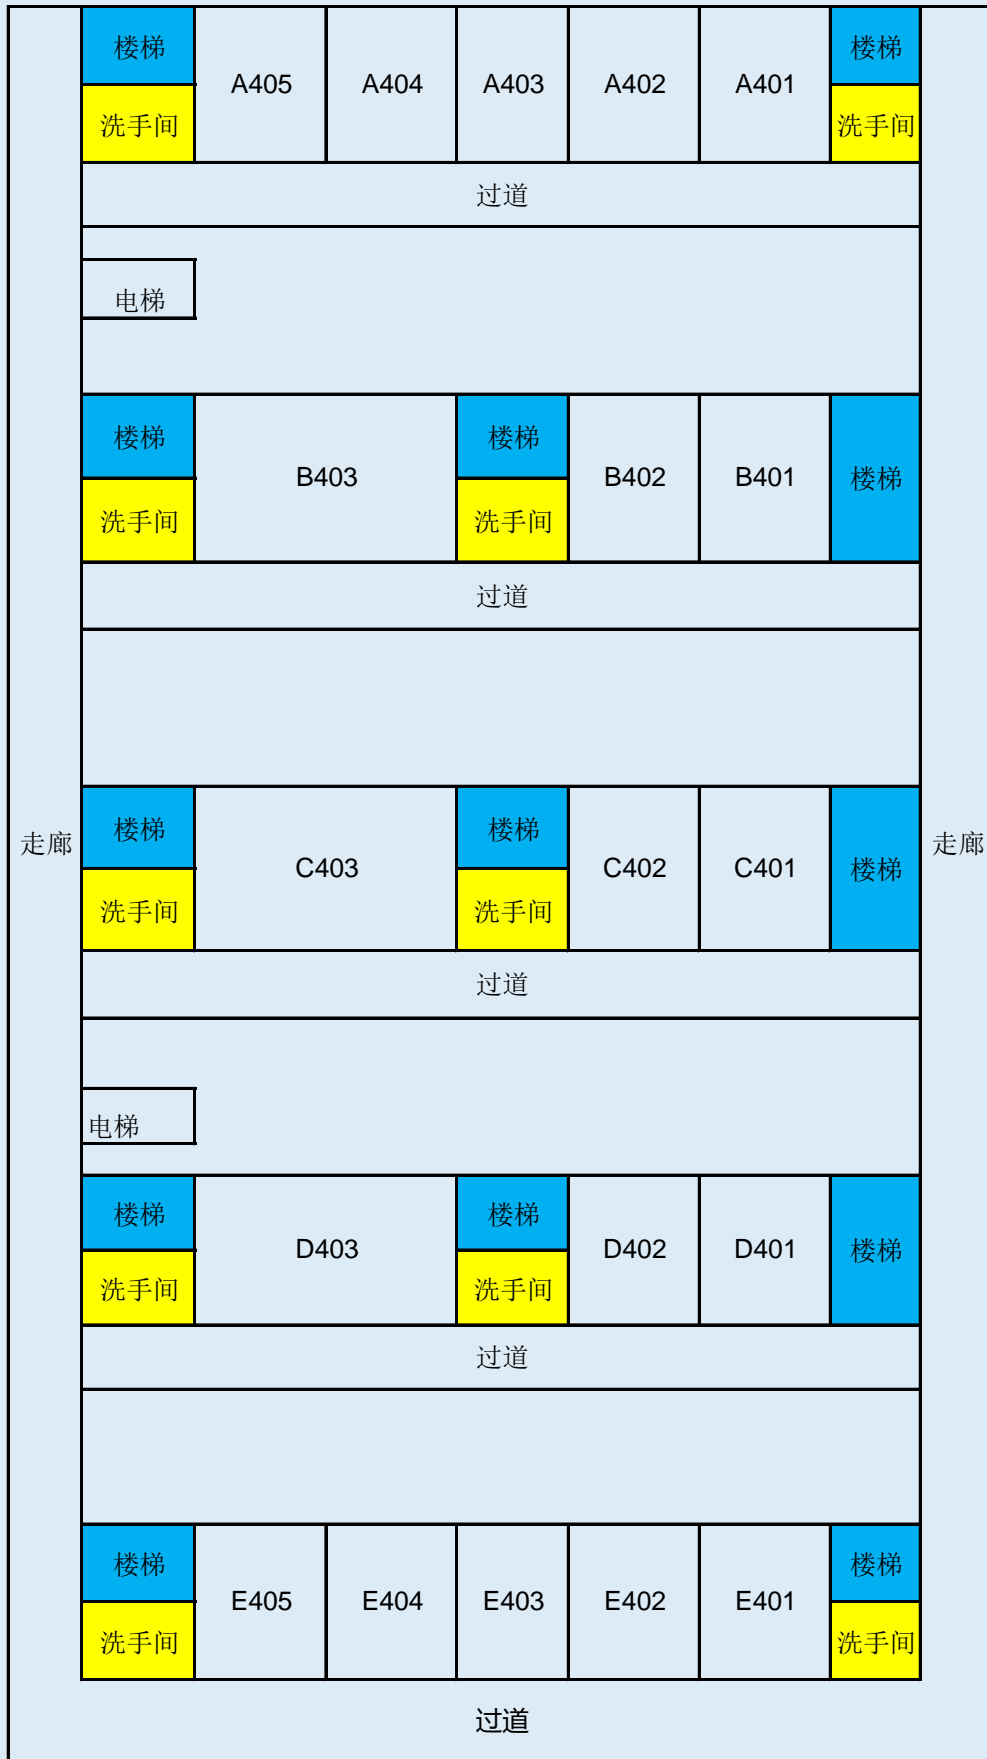 楼梯
A405
A404
A403
A402
A401
楼梯
洗手间
洗手间
过道
电梯
楼梯
B403
楼梯
B402
B401
楼梯
洗手间
洗手间
过道
走廊
楼梯
C403
楼梯
C402
C401
楼梯
走廊
洗手间
洗手间
过道
电梯
楼梯
D403
楼梯
D402
D401
楼梯
洗手间
洗手间
过道
楼梯
E405
E404
E403
E402
E401
楼梯
洗手间
洗手间
过道